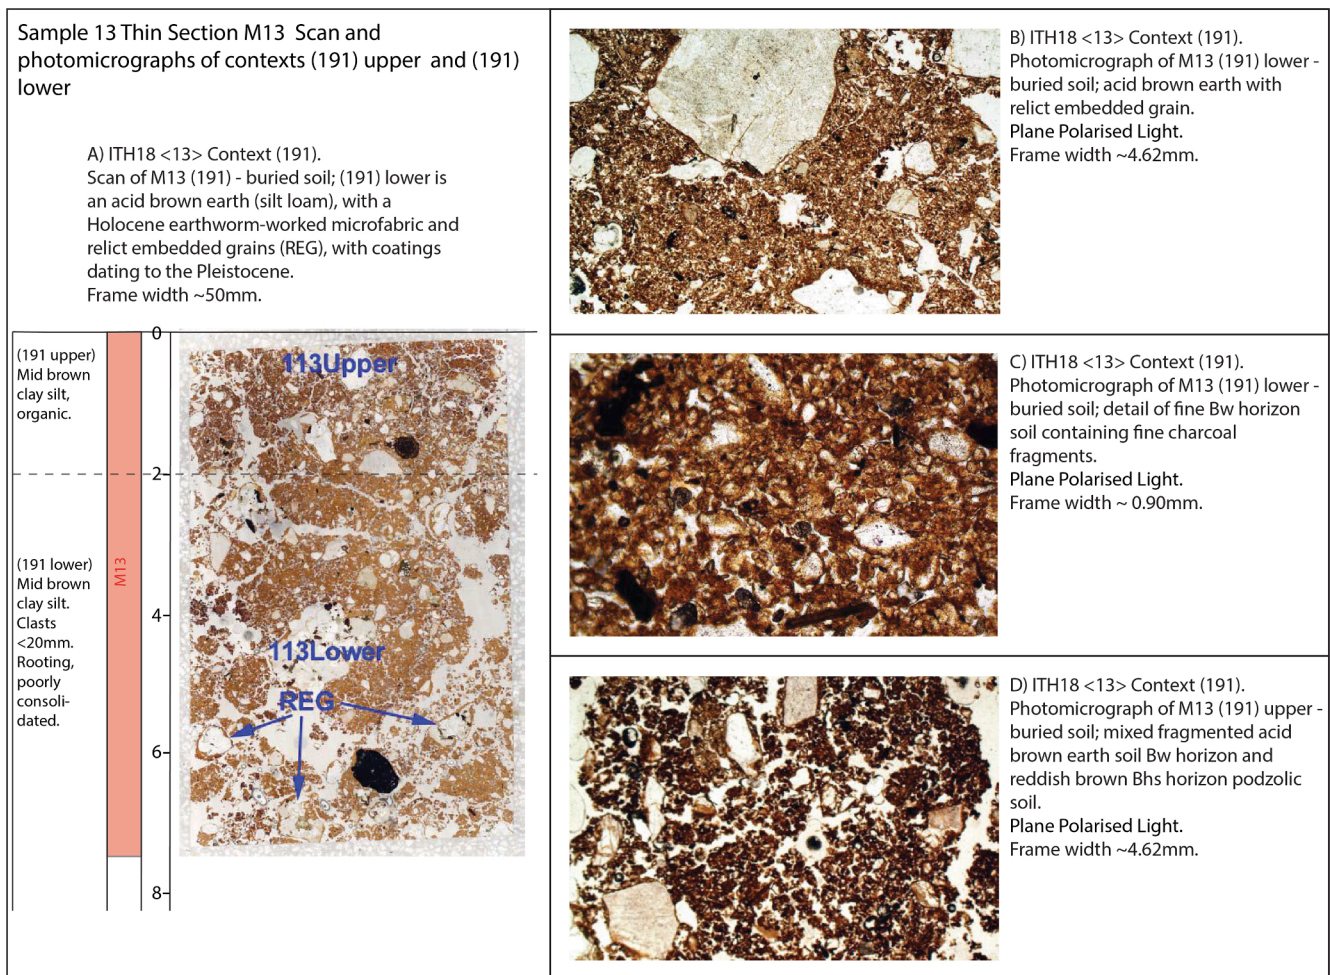 Sample 13 Thin Section M13  Scan and
photomicrographs of contexts (191) upper  and (191)
lower
A) ITH18 <13> Context (191).
Scan of M13 (191) - buried soil; (191) lower is
an acid brown earth (silt loam), with a
Holocene earthworm-worked microfabric and
relict embedded grains (REG), with coatings
dating to the Pleistocene.
Frame width ~50mm.
(191 upper)
Mid brown
clay silt,
organic.
(191 lower)
Mid brown
clay silt.
Clasts
<20mm.
Rooting,
poorly
consoli-
dated.
M13
0
2
4
6
8
113Upper
113Lower
REG
B) ITH18 <13> Context (191).
Photomicrograph of M13 (191) lower -
buried soil; acid brown earth with
relict embedded grain.
Plane Polarised Light.
Frame width ~4.62mm.
C) ITH18 <13> Context (191).
Photomicrograph of M13 (191) lower -
buried soil; detail of fine Bw horizon
soil containing fine charcoal
fragments.
Plane Polarised Light.
Frame width ~ 0.90mm.
D) ITH18 <13> Context (191).
Photomicrograph of M13 (191) upper -
buried soil; mixed fragmented acid
brown earth soil Bw horizon and
reddish brown Bhs horizon podzolic
soil.
Plane Polarised Light.
Frame width ~4.62mm.